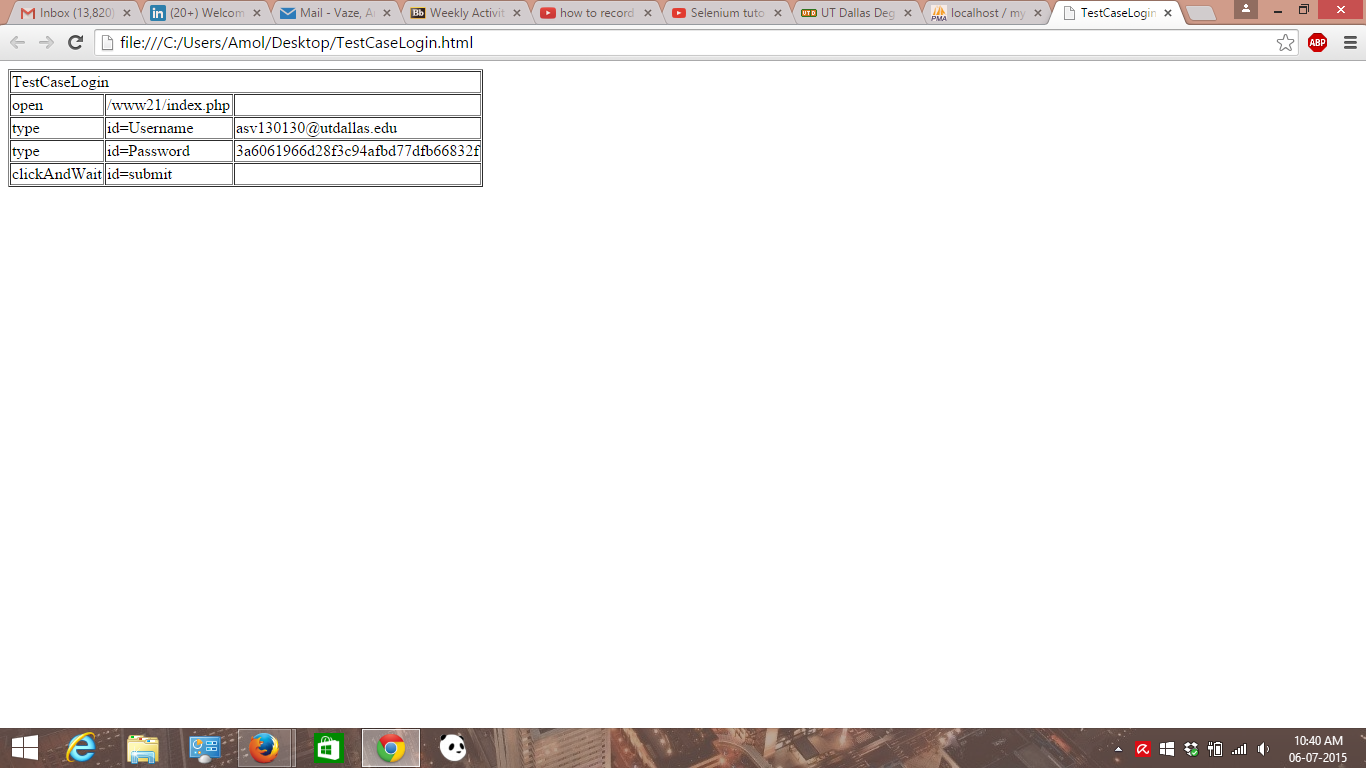 Inbox (13,820)
(20+) Welcom
Mail - Vaze, A
Weekly Activit
how to record
Selenium tuto
UT Dallas Deg
localhost / my
TestCaseLogin
file:///C:/Users/Amol/Desktop/TestCaseLogin.html
ABP
TestCaseLogin
open /www21/index.php
type id=Username asv130130@utdallas.edu
type id=Password 3a6061966d28f3c94afbd77dfb66832f
clickAndWait id=submit
10:40 AM
06-07-2015